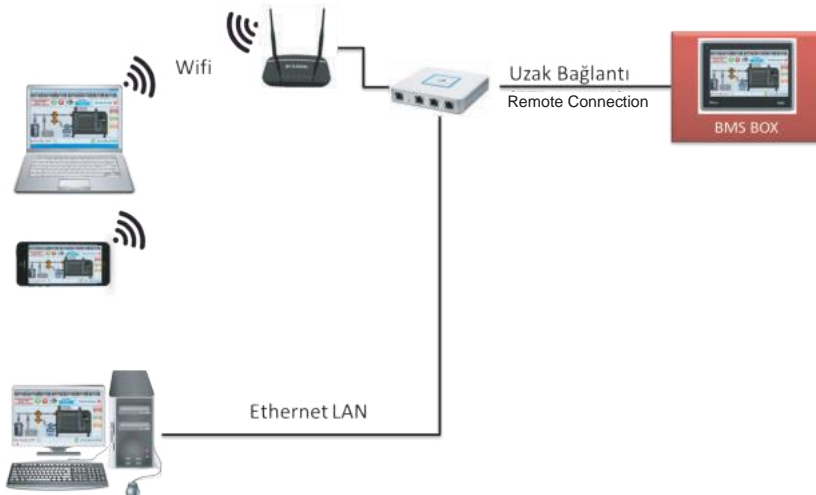 Wifi
Uzak Bağlantı
Remote Connection
BMS BOX
Ethernet LAN